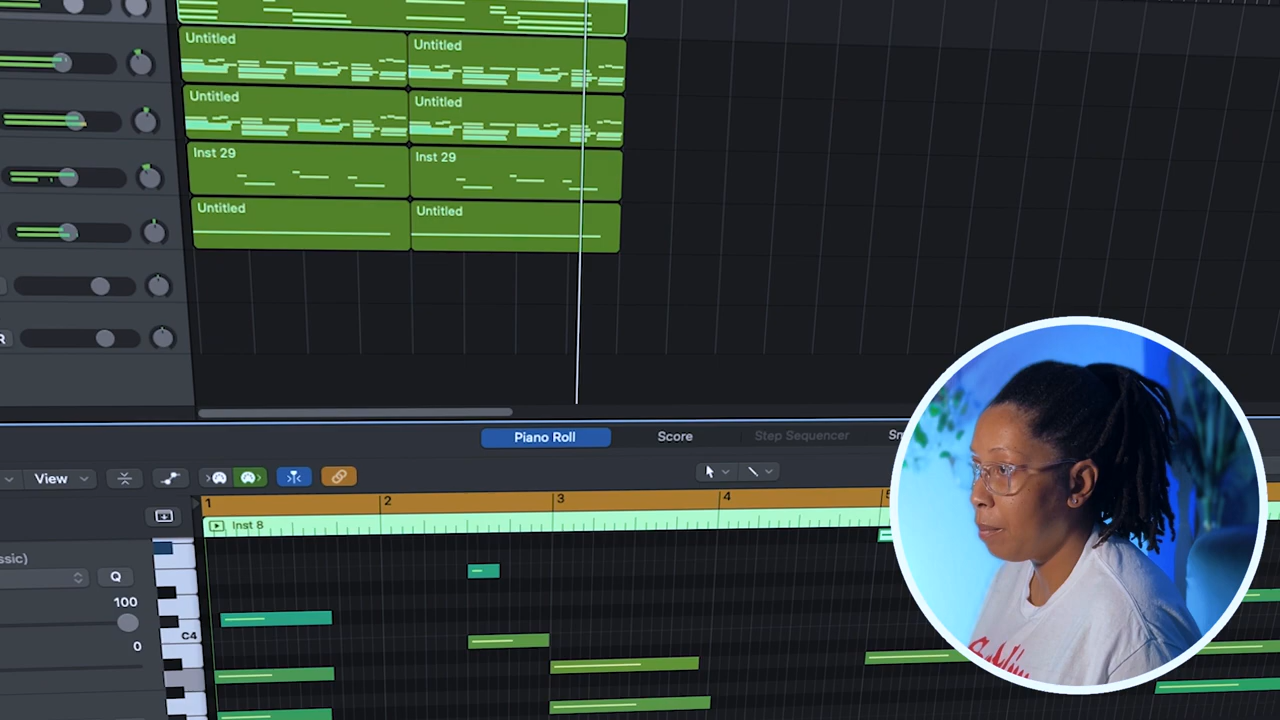 Untitled Untitled
Untitled Untitled
Inst 29 Inst 29
Untitled Untitled
R
Piano Roll Score Step Sequencer
View
1 2 3 4
Inst 8
ssic)
Q
100
C4
0